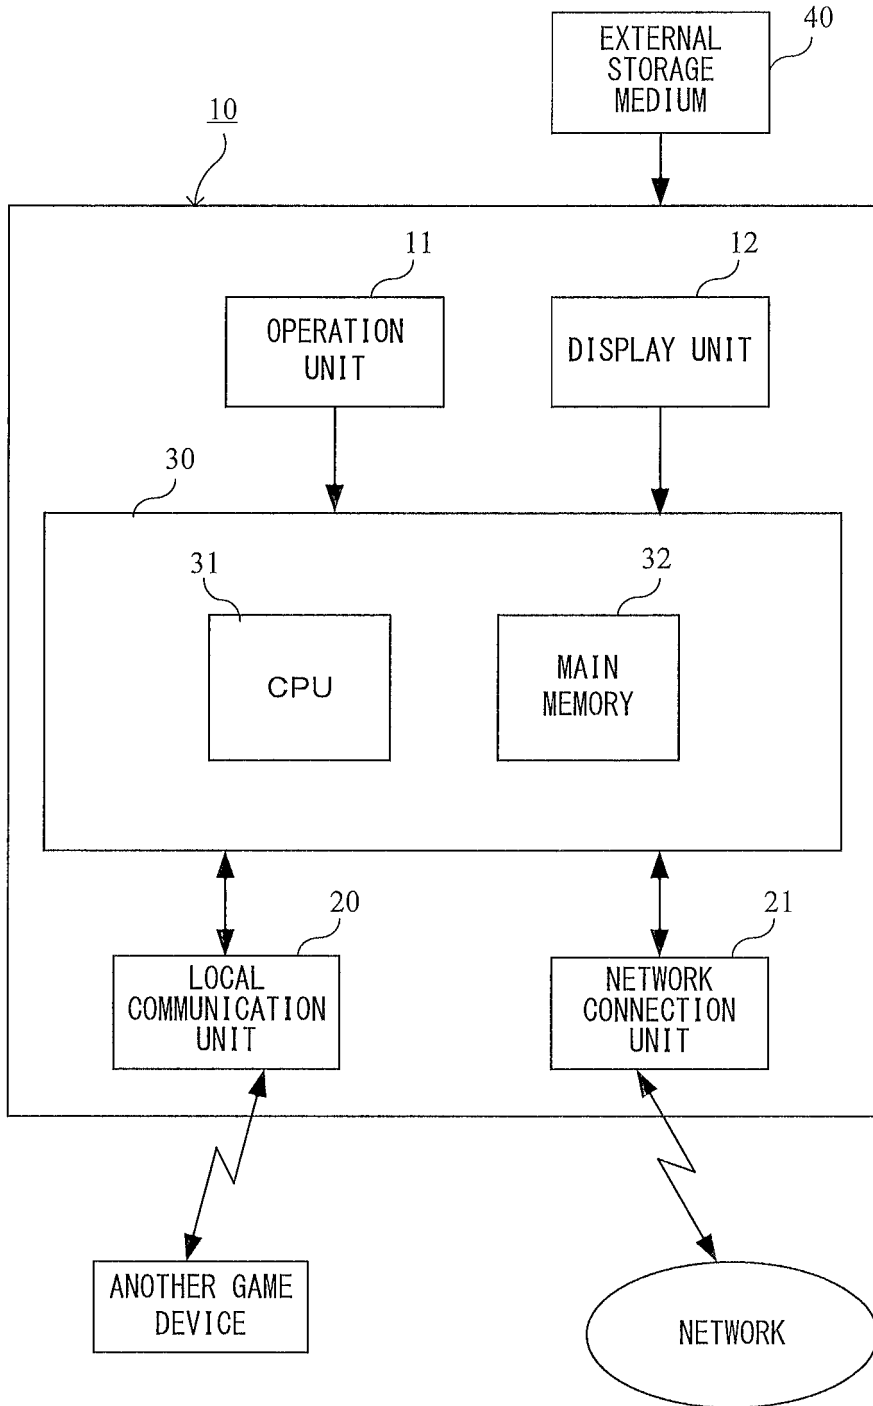 40
EXTERNAL
STORAGE
MEDIUM
10
11
12
OPERATION
UNIT
DISPLAY UNIT
30
31
32
CPU
MAIN
MEMORY
20
21
LOCAL
COMMUNICATION
UNIT
NETWORK
CONNECTION
UNIT
ANOTHER GAME
DEVICE
NETWORK